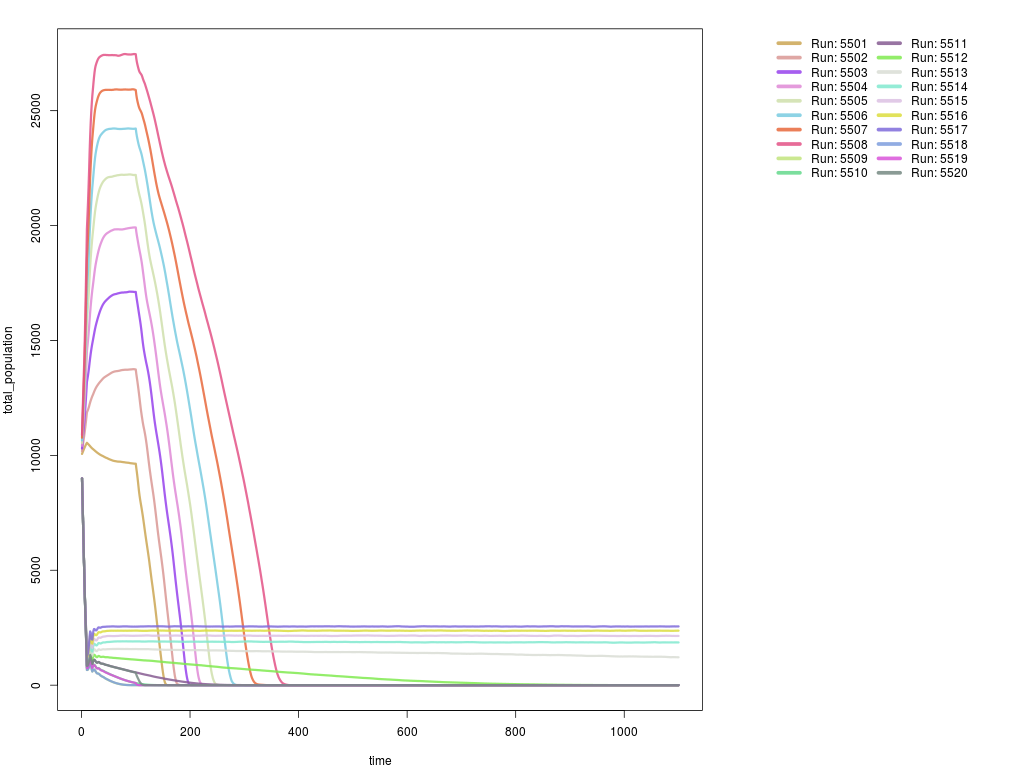 total_population
25000
20000
15000
10000
5000
0
0 200 400 600 800 1000
time
Run: 5501 Run: 5511
Run: 5502 Run: 5512
Run: 5503 Run: 5513
Run: 5504 Run: 5514
Run: 5505 Run: 5515
Run: 5506 Run: 5516
Run: 5507 Run: 5517
Run: 5508 Run: 5518
Run: 5509 Run: 5519
Run: 5510 Run: 5520